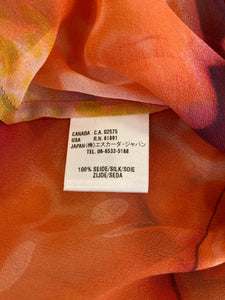 CANADA C.A. 02575
USA R.N. 61891
JAPAN (株)エスカーダ・ジャパン
TEL. 06-6533-5188
100% SEIDE/SILK/SOIE
ZIJDE/SEDA